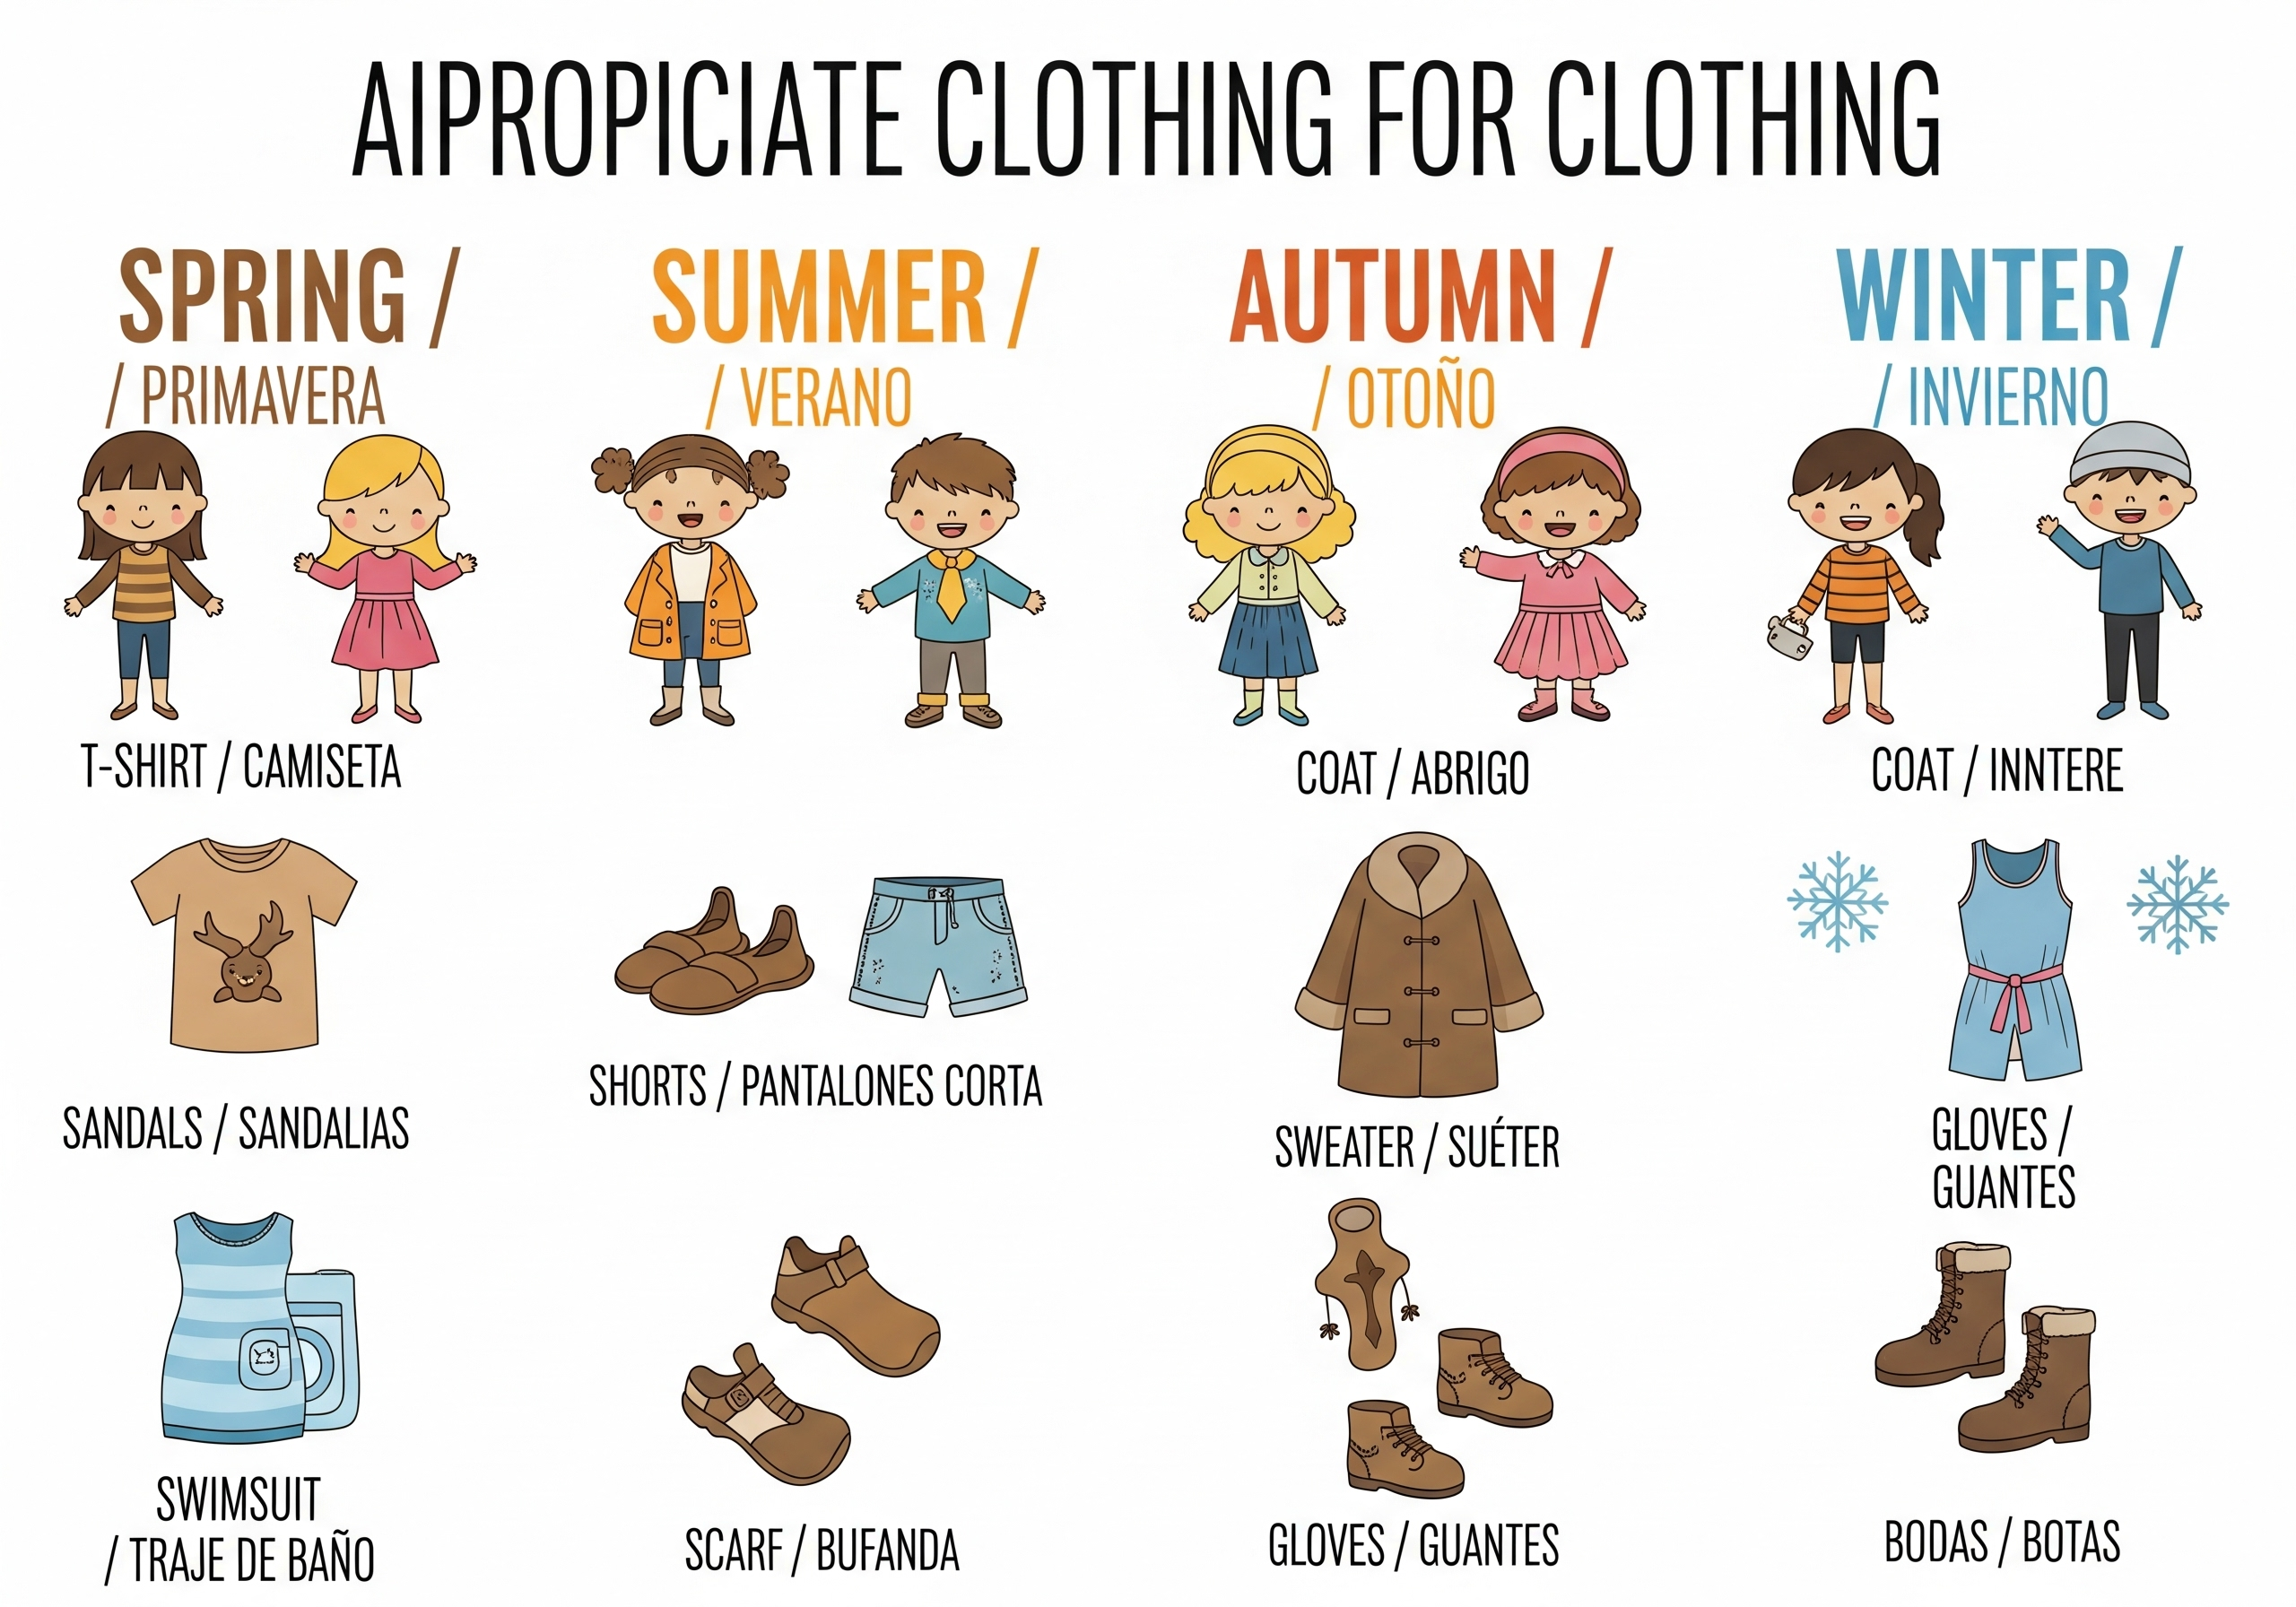 AIPROPICIATE CLOTHING FOR CLOTHING
SPRING /
/ PRIMAVERA
T-SHIRT / CAMISETA
SANDALS / SANDALIAS
SWIMSUIT
/ TRAJE DE BAÑO
SUMMER /
/ VERANO
SHORTS / PANTALONES CORTA
SCARF / BUFANDA
AUTUMN /
/ OTOÑO
COAT / ABRIGO
SWEATER / SUÉTER
GLOVES / GUANTES
WINTER /
/ INVIERNO
COAT / INNTERE
GLOVES /
GUANTES
BODAS / BOTAS